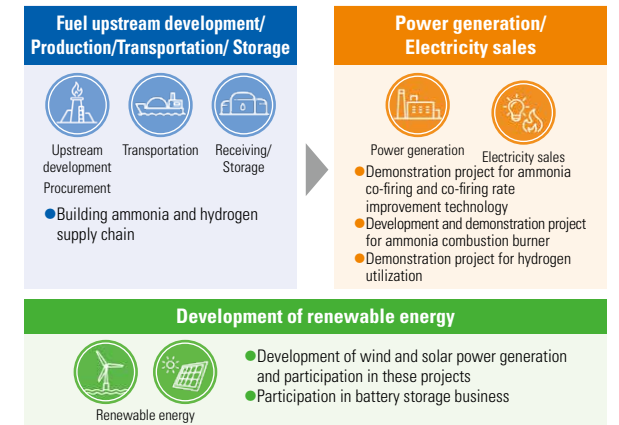 Fuel upstream development/
Production/Transportation/ Storage
Upstream
development
Procurement
Transportation
Receiving/
Storage
●Building ammonia and hydrogen
supply chain
Power generation/
Electricity sales
Power generation
Electricity sales
●Demonstration project for ammonia
co-firing and co-firing rate
improvement technology
●Development and demonstration project
for ammonia combustion burner
●Demonstration project for hydrogen
utilization
Development of renewable energy
Renewable energy
●Development of wind and solar power generation
and participation in these projects
●Participation in battery storage business